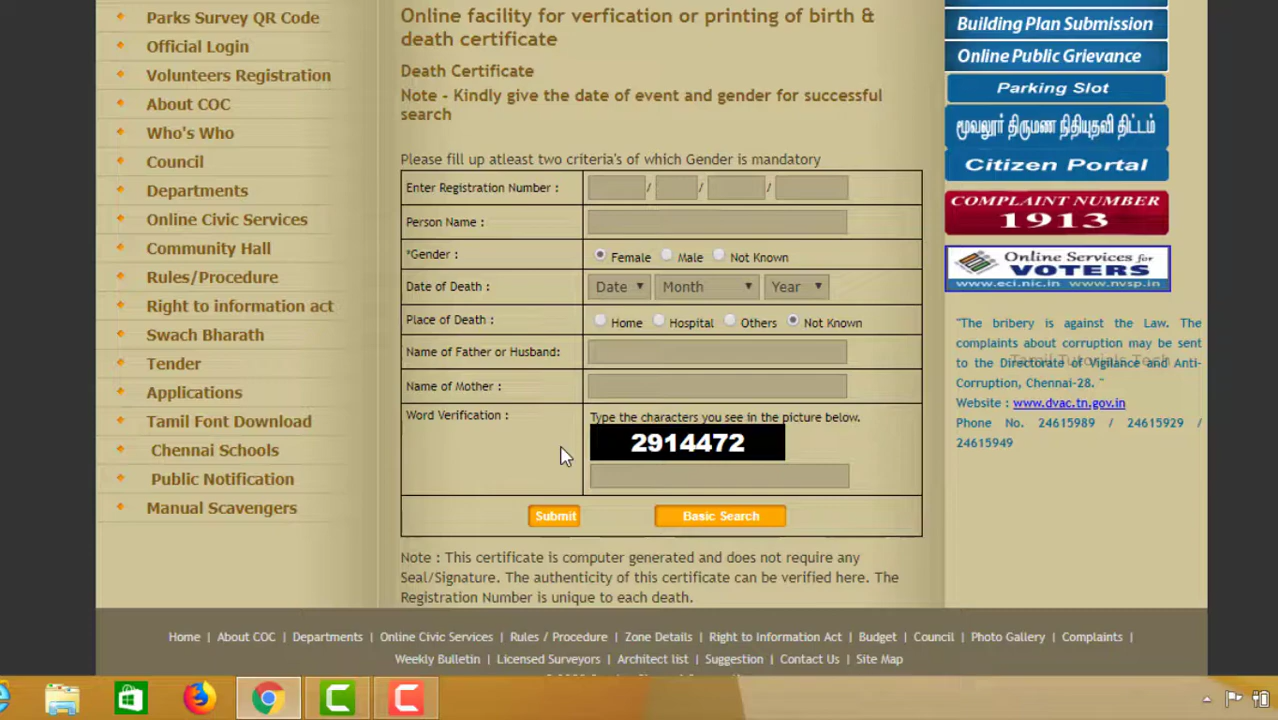 Parks Survey QR Code
Official Login
Volunteers Registration
About COC
Who's Who
Council
Departments
Online Civic Services
Community Hall
Rules/Procedure
Right to information act
Swach Bharath
Tender
Applications
Tamil Font Download
Chennai Schools
Public Notification
Manual Scavengers
Online facility for verfication or printing of birth &
death certificate
Death Certificate
Note - Kindly give the date of event and gender for successful
search
Please fill up atleast two criteria's of which Gender is mandatory
Enter Registration Number : / / /
Person Name :
*Gender : Female Male Not Known
Date of Death : Date Month Year
Place of Death : Home Hospital Others Not Known
Name of Father or Husband:
Name of Mother :
Word Verification : Type the characters you see in the picture below.
2914472
Submit Basic Search
Note : This certificate is computer generated and does not require any
Seal/Signature. The authenticity of this certificate can be verified here. The
Registration Number is unique to each death.
Building Plan Submission
Online Public Grievance
Parking Slot
மூவலூர் திருமண நிதியுதவி திட்டம்
Citizen Portal
COMPLAINT NUMBER
1913
Online Services for
VOTERS
www.eci.nic.in www.nvsp.in
"The bribery is against the Law. The
complaints about corruption may be sent
to the Directorate of Vigilance and Anti-
Corruption, Chennai-28. "
Website : www.dvac.tn.gov.in
Phone No. 24615989 / 24615929 /
24615949
Tamil Tutorials Tech
Home | About COC | Departments | Online Civic Services | Rules / Procedure | Zone Details | Right to Information Act | Budget | Council | Photo Gallery | Complaints |
Weekly Bulletin | Licensed Surveyors | Architect list | Suggestion | Contact Us | Site Map